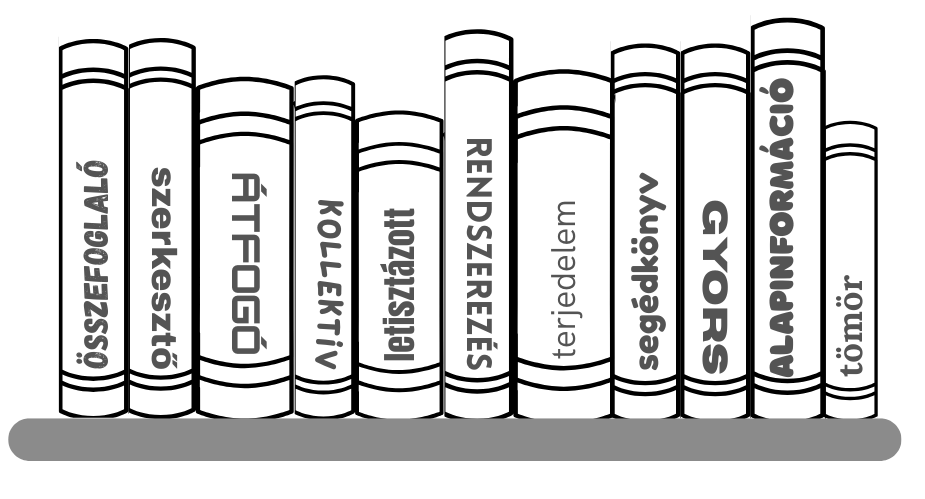 ÖSSZEFOGLALÓ
szerkesztő
ÁTFOGÓ
KOLLEKTíV
letisztázott
RENDSZEREZÉS
terjedelem
segédkönyv
GYORS
ALAPINFORMÁCIÓ
tömör